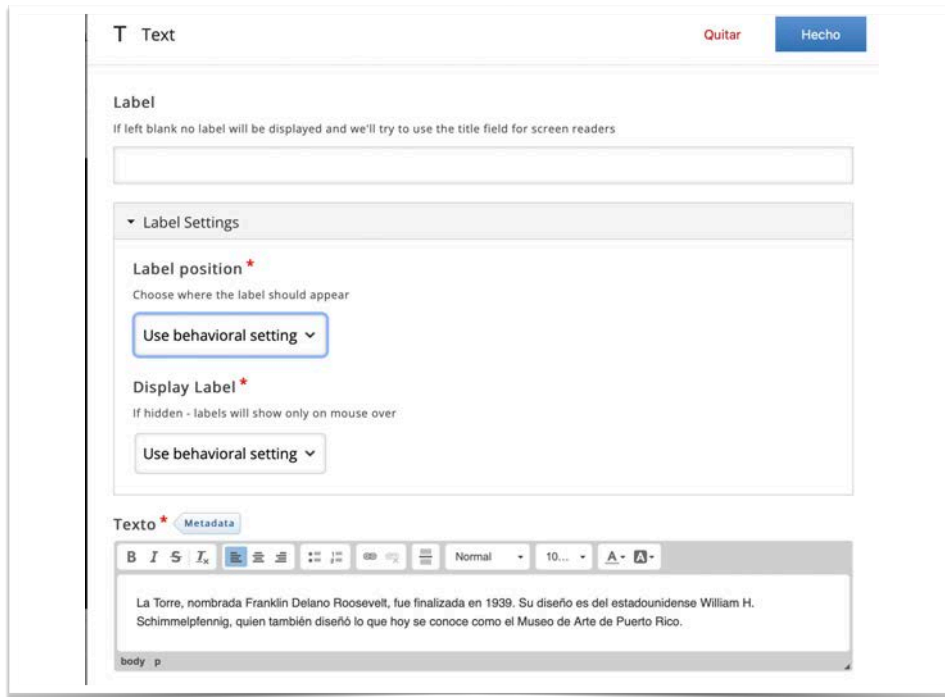 T Text Quitar Hecho
Label
If left blank no label will be displayed and we'll try to use the title field for screen readers
Label Settings
Label position *
Choose where the label should appear
Use behavioral setting
Display Label *
If hidden - labels will show only on mouse over
Use behavioral setting
Texto * Metadata
B I S Ix Normal 10... A A
La Torre, nombrada Franklin Delano Roosevelt, fue finalizada en 1939. Su diseño es del estadounidense William H.
Schimmelpfennig, quien también diseñó lo que hoy se conoce como el Museo de Arte de Puerto Rico.
body p